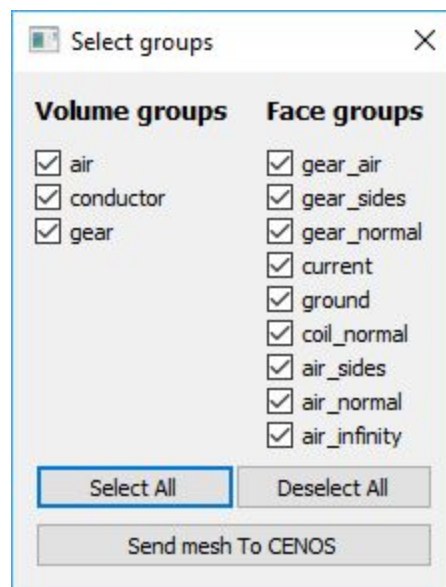 Select groups
Volume groups
air
conductor
gear
Face groups
gear_air
gear_sides
gear_normal
current
ground
coil_normal
air_sides
air_normal
air_infinity
Select All
Deselect All
Send mesh To CENOS